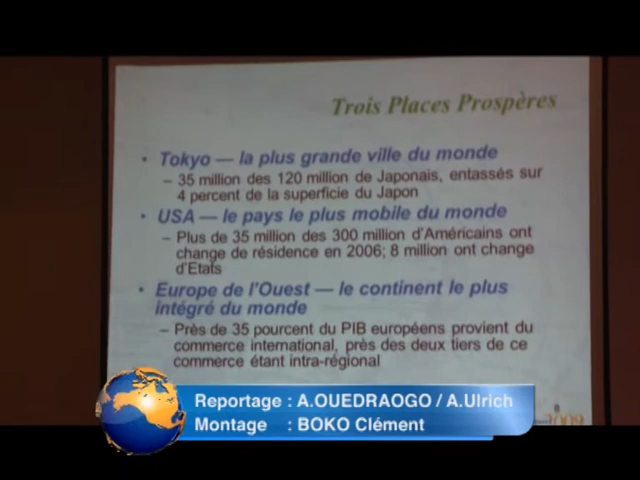 Trois Places Prospères
• Tokyo — la plus grande ville du monde
– 35 million des 120 million de Japonais, entassés sur
4 percent de la superficie du Japon
• USA — le pays le plus mobile du monde
– Plus de 35 million des 300 million d'Américains ont
change de résidence en 2006; 8 million ont change
d'Etats
• Europe de l'Ouest — le continent le plus
intégré du monde
– Près de 35 pourcent du PIB européens provient du
commerce international, près des deux tiers de ce
commerce étant intra-régional
8
2009
Reportage : A.OUEDRAOGO / A.Ulrich
Montage : BOKO Clément